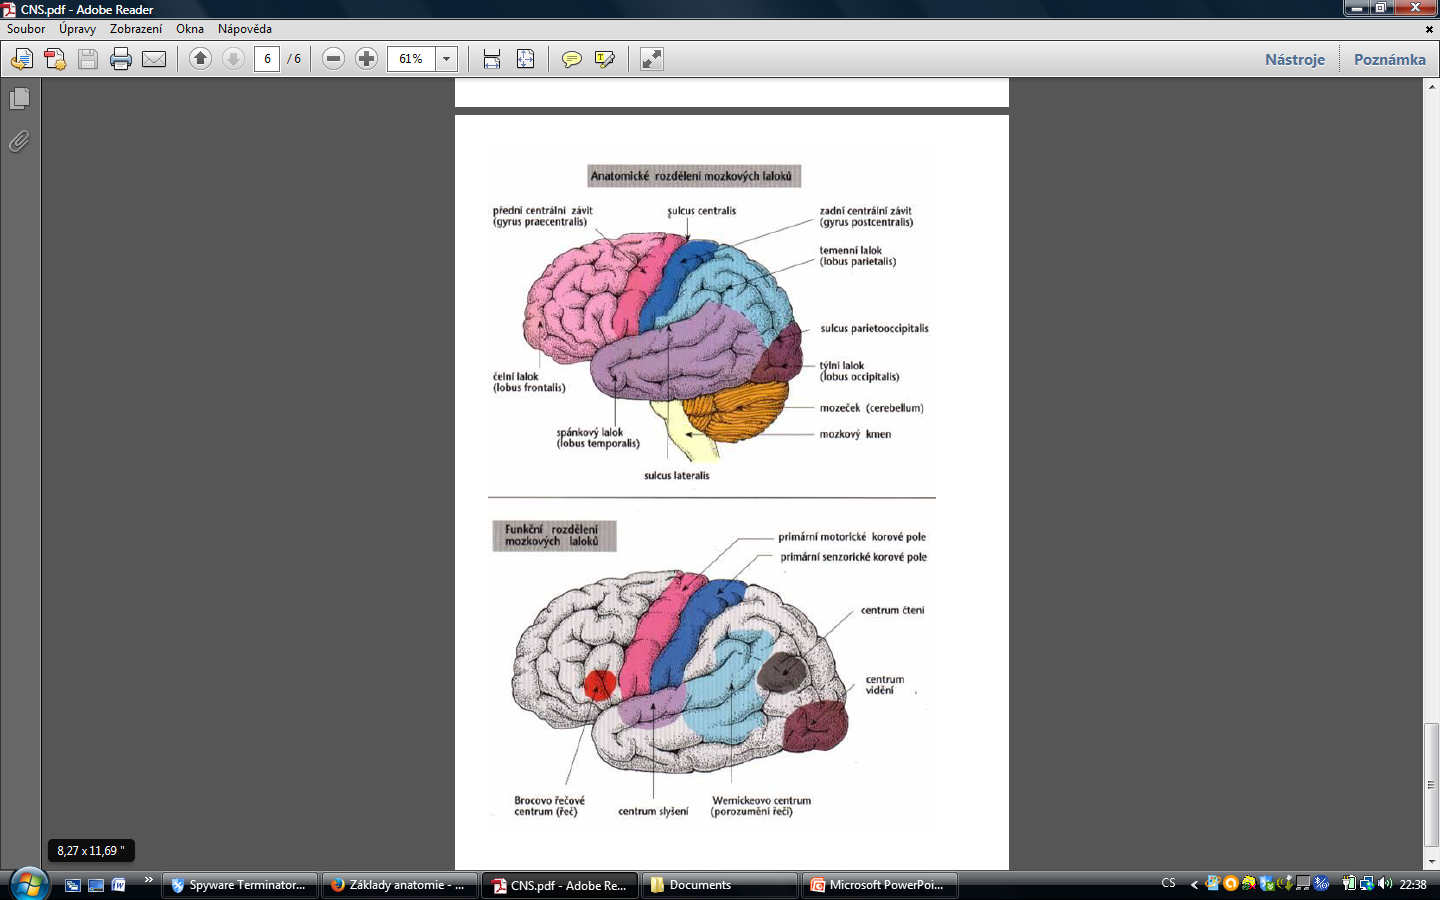 CNS.pdf - Adobe Reader
Soubor Úpravy Zobrazení Okna Nápověda
6 / 6 61% Nástroje Poznámka
Anatomické rozdělení mozkových laloků
přední centrální závit
(gyrus praecentralis)
sulcus centralis
zadní centrální závit
(gyrus postcentralis)
temenní lalok
(lobus parietalis)
sulcus parietooccipitalis
čelní lalok
(lobus frontalis)
týlní lalok
(lobus occipitalis)
mozeček (cerebellum)
spánkový lalok
(lobus temporalis)
mozkový kmen
sulcus lateralis
Funkční rozdělení
mozkových laloků
primární motorické korové pole
primární senzorické korové pole
centrum čtení
centrum
vidění
Brocovo řečové
centrum (řeč)
centrum slyšení
Wernickeovo centrum
(porozumění řeči)
8,27 x 11,69 "
Spyware Terminator... Základy anatomie - ... CNS.pdf - Adobe Re... Documents Microsoft PowerPoi... CS 22:38